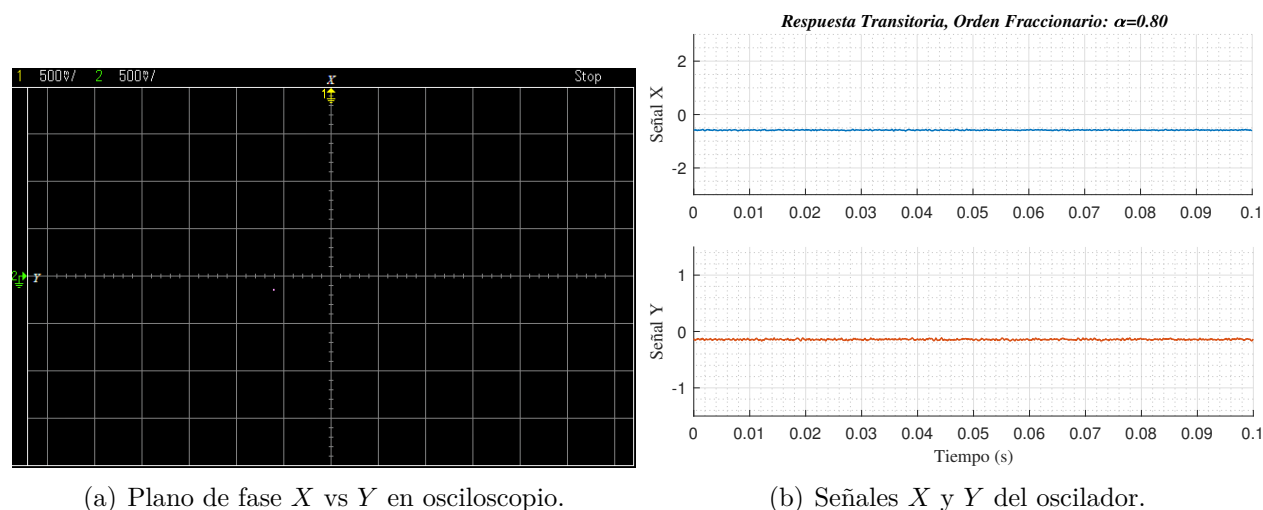 1 500V/ 2 500V/ Stop
X
1
2 Y
(a) Plano de fase X vs Y en osciloscopio.
Respuesta Transitoria, Orden Fraccionario: α=0.80
Señal X
2
0
-2
0 0.01 0.02 0.03 0.04 0.05 0.06 0.07 0.08 0.09 0.1
Señal Y
1
0
-1
0 0.01 0.02 0.03 0.04 0.05 0.06 0.07 0.08 0.09 0.1
Tiempo (s)
(b) Señales X y Y del oscilador.